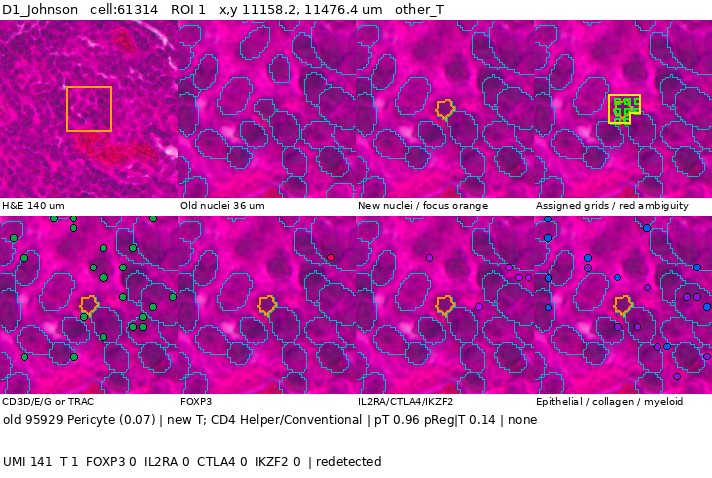 D1_Johnson   cell:61314   ROI 1   x,y 11158.2, 11476.4 um   other_T
H&E 140 um
Old nuclei 36 um
New nuclei / focus orange
Assigned grids / red ambiguity
CD3D/E/G or TRAC
FOXP3
IL2RA/CTLA4/IKZF2
Epithelial / collagen / myeloid
old 95929 Pericyte (0.07) | new T; CD4 Helper/Conventional | pT 0.96 pReg|T 0.14 | none
UMI 141  T 1  FOXP3 0  IL2RA 0  CTLA4 0  IKZF2 0  | redetected